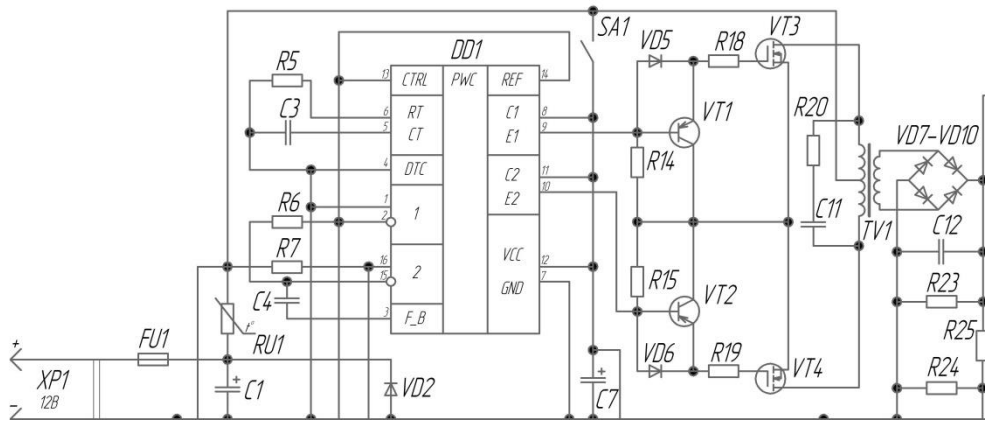 SA1
VT3
VD5
R18
DD1
R5
13
CTRL
PWC
REF
14
6
RT
C1
8
C3
5
CT
E1
9
VT1
R20
VD7-VD10
4
DTC
C2
11
R14
E2
10
R6
1
2
1
C11
TV1
C12
R7
16
15
2
VCC
12
GND
7
R15
VT2
R23
C4
3
F_B
t°
RU1
FU1
VD6
R19
VT4
R25
R24
+
XP1
12В
-
+
C1
VD2
+
C7